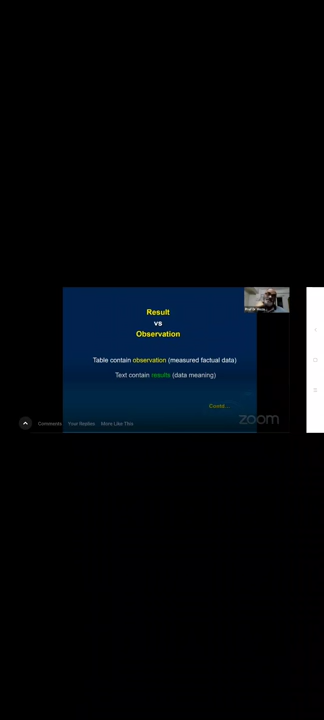 Result
vs
Observation
Table contain observation (measured factual data)
Text contain results (data meaning)
Contd...
zoom
Comments Your Replies More Like This